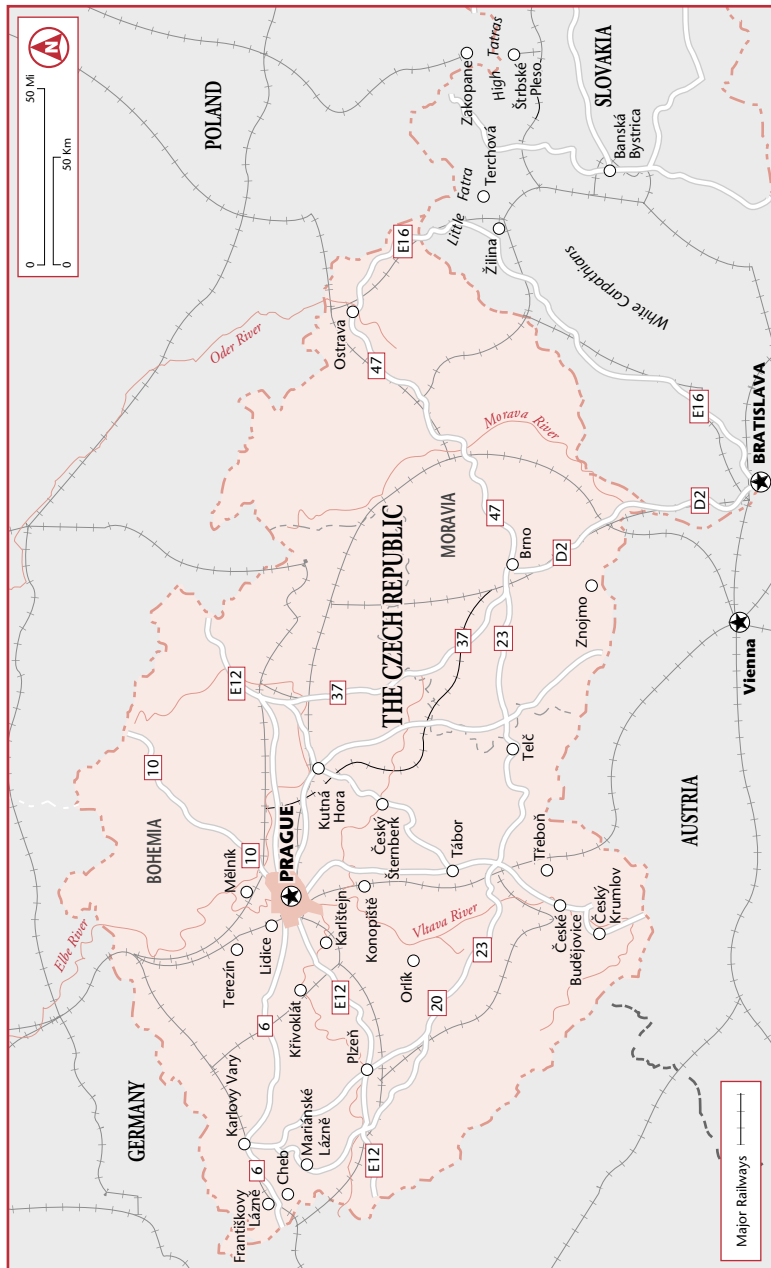 GERMANY
POLAND
SLOVAKIA
AUSTRIA
THE CZECH REPUBLIC
BOHEMIA
MORAVIA
0
50 Mi
0
50 Km
N
Elbe River
Oder River
Vltava River
Morava River
White Carpathians
Little Fatra
High Tatras
Františkovy
Lázně
Cheb
Mariánské
Lázně
Karlovy Vary
Plzeň
Křivoklát
Terezín
Lidice
Mělník
PRAGUE
Karlštejn
Konopiště
Orlík
Kutná
Hora
Český
Šternberk
Tábor
Třeboň
České
Budějovice
Český
Krumlov
Telč
Znojmo
Brno
Ostrava
Žilina
Terchová
Zakopane
Štrbské
Pleso
Banská
Bystrica
BRATISLAVA
Vienna
6
6
E12
E12
20
23
10
10
E12
37
37
23
47
47
D2
D2
E16
E16
Major Railways